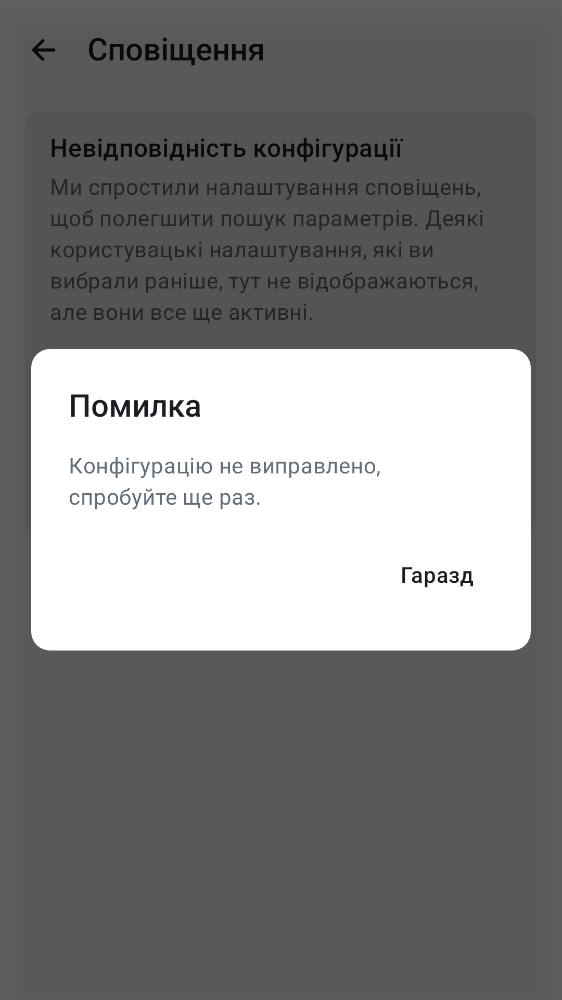 Сповіщення
Невідповідність конфігурації
Ми спростили налаштування сповіщень,
щоб полегшити пошук параметрів. Деякі
користувацькі налаштування, які ви
вибрали раніше, тут не відображаються,
але вони все ще активні.
Помилка
Конфігурацію не виправлено,
спробуйте ще раз.
Гаразд